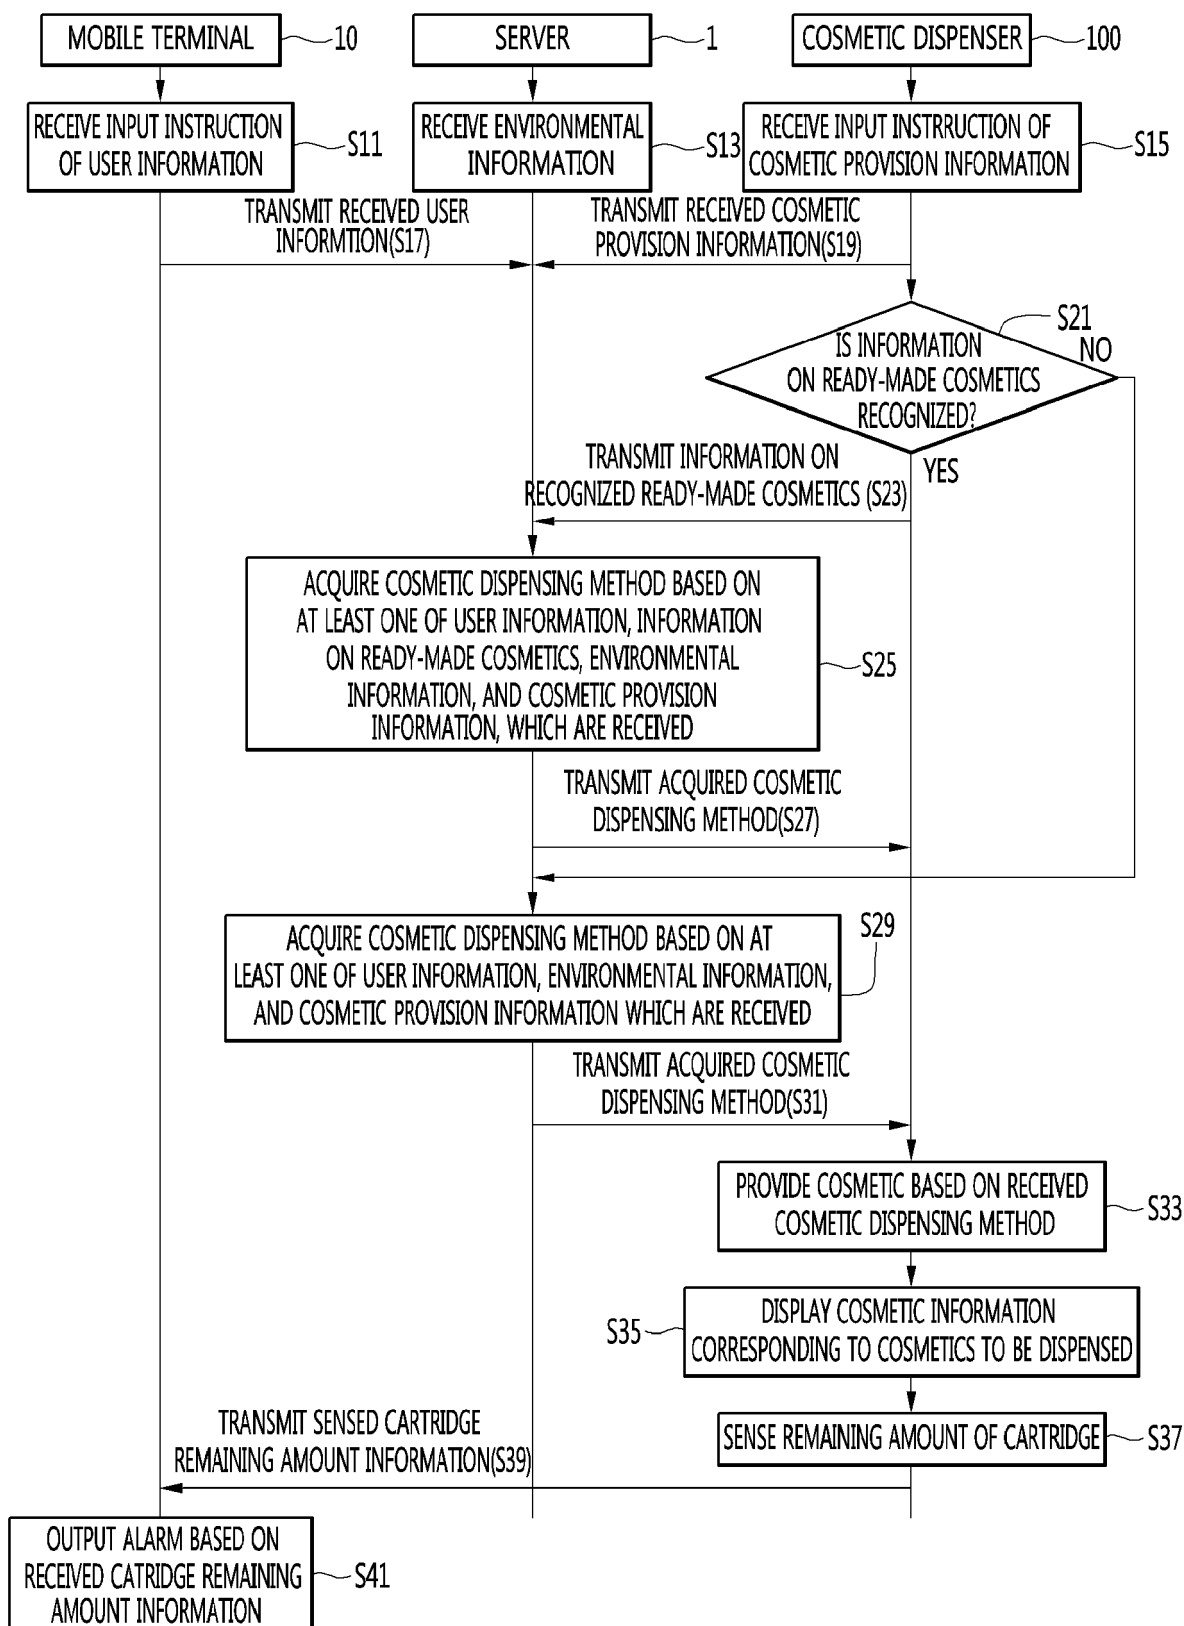 MOBILE TERMINAL
10
SERVER
1
COSMETIC DISPENSER
100
RECEIVE INPUT INSTRUCTION
OF USER INFORMATION
S11
RECEIVE ENVIRONMENTAL
INFORMATION
S13
RECEIVE INPUT INSTRRUCTION OF
COSMETIC PROVISION INFORMATION
S15
TRANSMIT RECEIVED USER
INFORMTION(S17)
TRANSMIT RECEIVED COSMETIC
PROVISION INFORMATION(S19)
S21
IS INFORMATION
ON READY-MADE COSMETICS
RECOGNIZED?
NO
YES
TRANSMIT INFORMATION ON
RECOGNIZED READY-MADE COSMETICS (S23)
ACQUIRE COSMETIC DISPENSING METHOD BASED ON
AT LEAST ONE OF USER INFORMATION, INFORMATION
ON READY-MADE COSMETICS, ENVIRONMENTAL
INFORMATION, AND COSMETIC PROVISION
INFORMATION, WHICH ARE RECEIVED
S25
TRANSMIT ACQUIRED COSMETIC
DISPENSING METHOD(S27)
ACQUIRE COSMETIC DISPENSING METHOD BASED ON AT
LEAST ONE OF USER INFORMATION, ENVIRONMENTAL INFORMATION,
AND COSMETIC PROVISION INFORMATION WHICH ARE RECEIVED
S29
TRANSMIT ACQUIRED COSMETIC
DISPENSING METHOD(S31)
PROVIDE COSMETIC BASED ON RECEIVED
COSMETIC DISPENSING METHOD
S33
DISPLAY COSMETIC INFORMATION
CORRESPONDING TO COSMETICS TO BE DISPENSED
S35
SENSE REMAINING AMOUNT OF CARTRIDGE
S37
TRANSMIT SENSED CARTRIDGE
REMAINING AMOUNT INFORMATION(S39)
OUTPUT ALARM BASED ON
RECEIVED CATRIDGE REMAINING
AMOUNT INFORMATION
S41